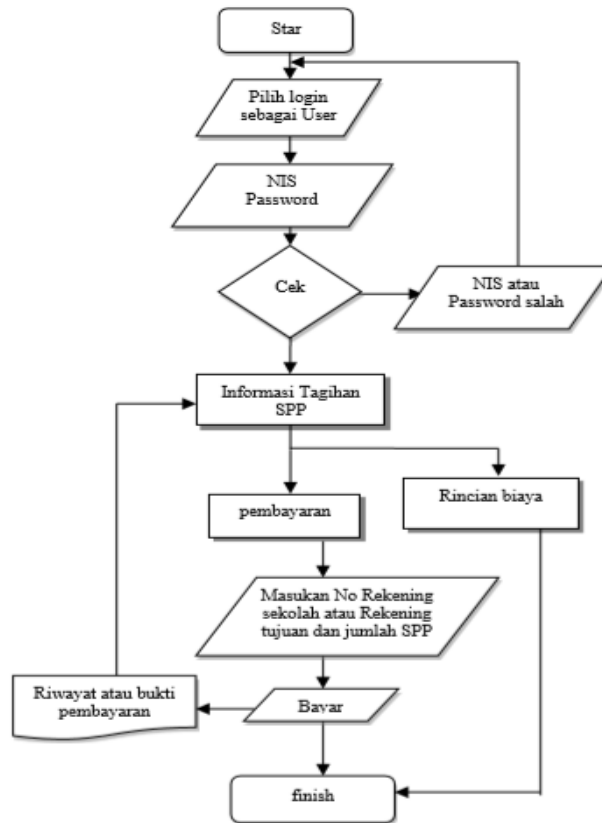 Star
Pilih login
sebagai User
NIS
Password
Cek
NIS atau
Password salah
Informasi Tagihan
SPP
pembayaran
Rincian biaya
Masukan No Rekening
sekolah atau Rekening
tujuan dan jumlah SPP
Riwayat atau bukti
pembayaran
Bayar
finish